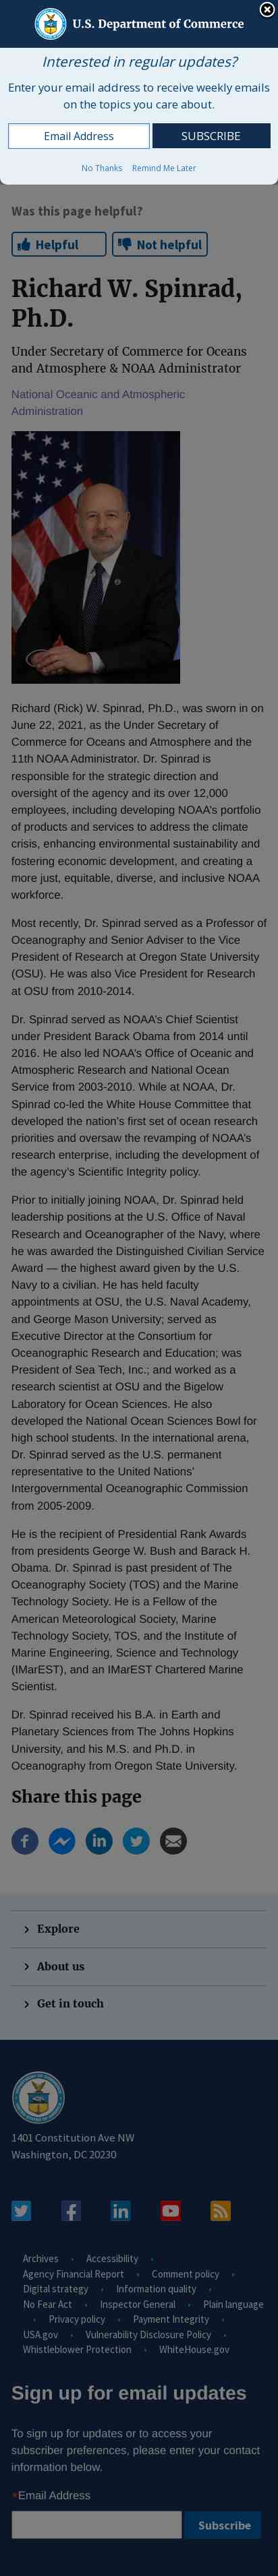 U.S. Department of Commerce
Interested in regular updates?
Enter your email address to receive weekly emails
on the topics you care about.
Email Address
SUBSCRIBE
No Thanks
Remind Me Later
Was this page helpful?
Helpful
Not helpful
Richard W. Spinrad,
Ph.D.
Under Secretary of Commerce for Oceans
and Atmosphere & NOAA Administrator
National Oceanic and Atmospheric
Administration
Richard (Rick) W. Spinrad, Ph.D., was sworn in on
June 22, 2021, as the Under Secretary of
Commerce for Oceans and Atmosphere and the
11th NOAA Administrator. Dr. Spinrad is
responsible for the strategic direction and
oversight of the agency and its over 12,000
employees, including developing NOAA's portfolio
of products and services to address the climate
crisis, enhancing environmental sustainability and
fostering economic development, and creating a
more just, equitable, diverse, and inclusive NOAA
workforce.
Most recently, Dr. Spinrad served as a Professor of
Oceanography and Senior Adviser to the Vice
President of Research at Oregon State University
(OSU). He was also Vice President for Research
at OSU from 2010-2014.
Dr. Spinrad served as NOAA's Chief Scientist
under President Barack Obama from 2014 until
2016. He also led NOAA's Office of Oceanic and
Atmospheric Research and National Ocean
Service from 2003-2010. While at NOAA, Dr.
Spinrad co-led the White House Committee that
developed the nation's first set of ocean research
priorities and oversaw the revamping of NOAA's
research enterprise, including the development of
the agency's Scientific Integrity policy.
Prior to initially joining NOAA, Dr. Spinrad held
leadership positions at the U.S. Office of Naval
Research and Oceanographer of the Navy, where
he was awarded the Distinguished Civilian Service
Award — the highest award given by the U.S.
Navy to a civilian. He has held faculty
appointments at OSU, the U.S. Naval Academy,
and George Mason University; served as
Executive Director at the Consortium for
Oceanographic Research and Education; was
President of Sea Tech, Inc.; and worked as a
research scientist at OSU and the Bigelow
Laboratory for Ocean Sciences. He also
developed the National Ocean Sciences Bowl for
high school students. In the international arena,
Dr. Spinrad served as the U.S. permanent
representative to the United Nations'
Intergovernmental Oceanographic Commission
from 2005-2009.
He is the recipient of Presidential Rank Awards
from presidents George W. Bush and Barack H.
Obama. Dr. Spinrad is past president of The
Oceanography Society (TOS) and the Marine
Technology Society. He is a Fellow of the
American Meteorological Society, Marine
Technology Society, TOS, and the Institute of
Marine Engineering, Science and Technology
(IMarEST), and an IMarEST Chartered Marine
Scientist.
Dr. Spinrad received his B.A. in Earth and
Planetary Sciences from The Johns Hopkins
University, and his M.S. and Ph.D. in
Oceanography from Oregon State University.
Share this page
Explore
About us
Get in touch
1401 Constitution Ave NW
Washington, DC 20230
Archives • Accessibility •
Agency Financial Report • Comment policy •
Digital strategy • Information quality •
No Fear Act • Inspector General • Plain language
• Privacy policy • Payment Integrity •
USA.gov • Vulnerability Disclosure Policy •
Whistleblower Protection • WhiteHouse.gov
Sign up for email updates
To sign up for updates or to access your
subscriber preferences, please enter your contact
information below.
*Email Address
Subscribe